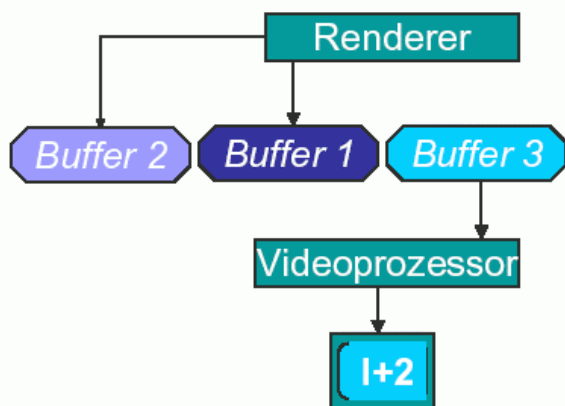 Renderer
Buffer 2
Buffer 1
Buffer 3
Videoprozessor
I+2